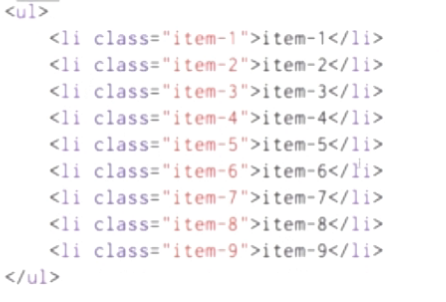 <ul>
    <li class="item-1">item-1</li>
    <li class="item-2">item-2</li>
    <li class="item-3">item-3</li>
    <li class="item-4">item-4</li>
    <li class="item-5">item-5</li>
    <li class="item-6">item-6</li>
    <li class="item-7">item-7</li>
    <li class="item-8">item-8</li>
    <li class="item-9">item-9</li>
</ul>